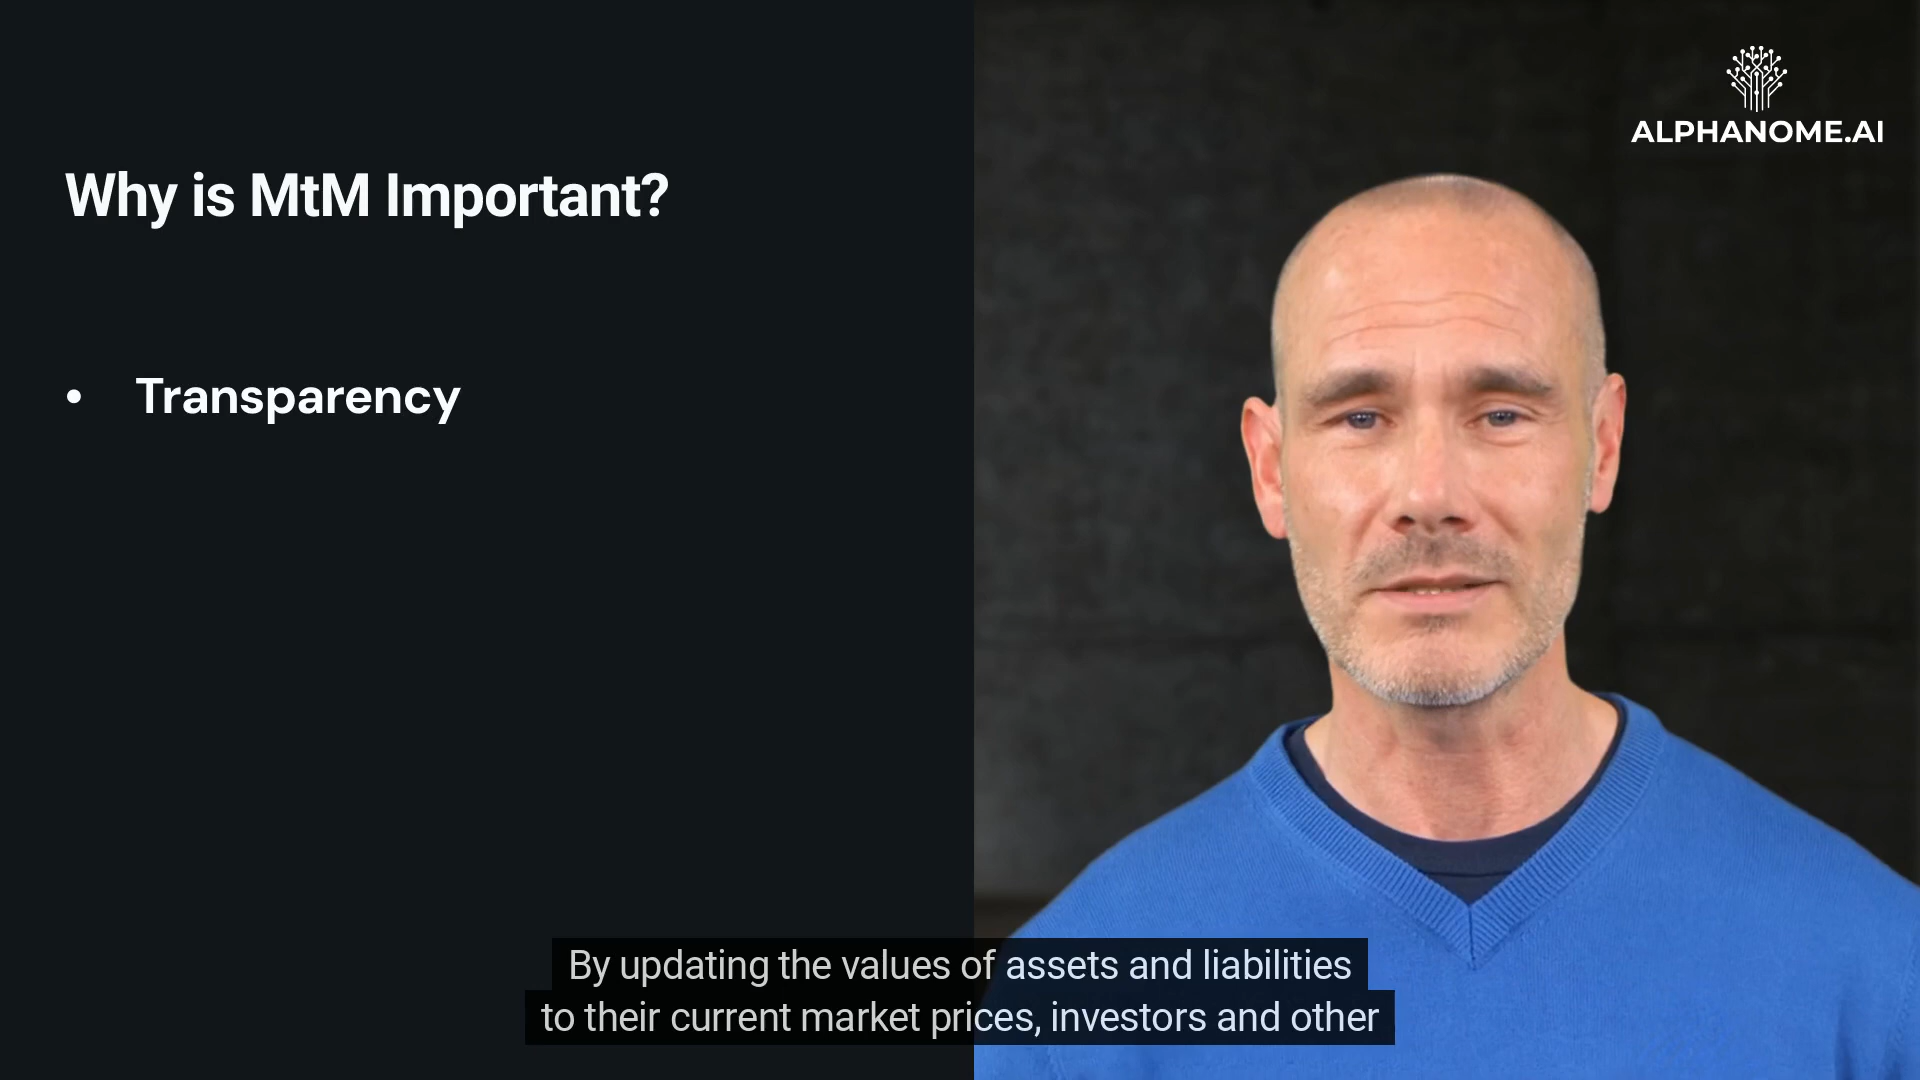 ALPHANOME.AI
Why is MtM Important?
• Transparency
By updating the values of assets and liabilities
to their current market prices, investors and other